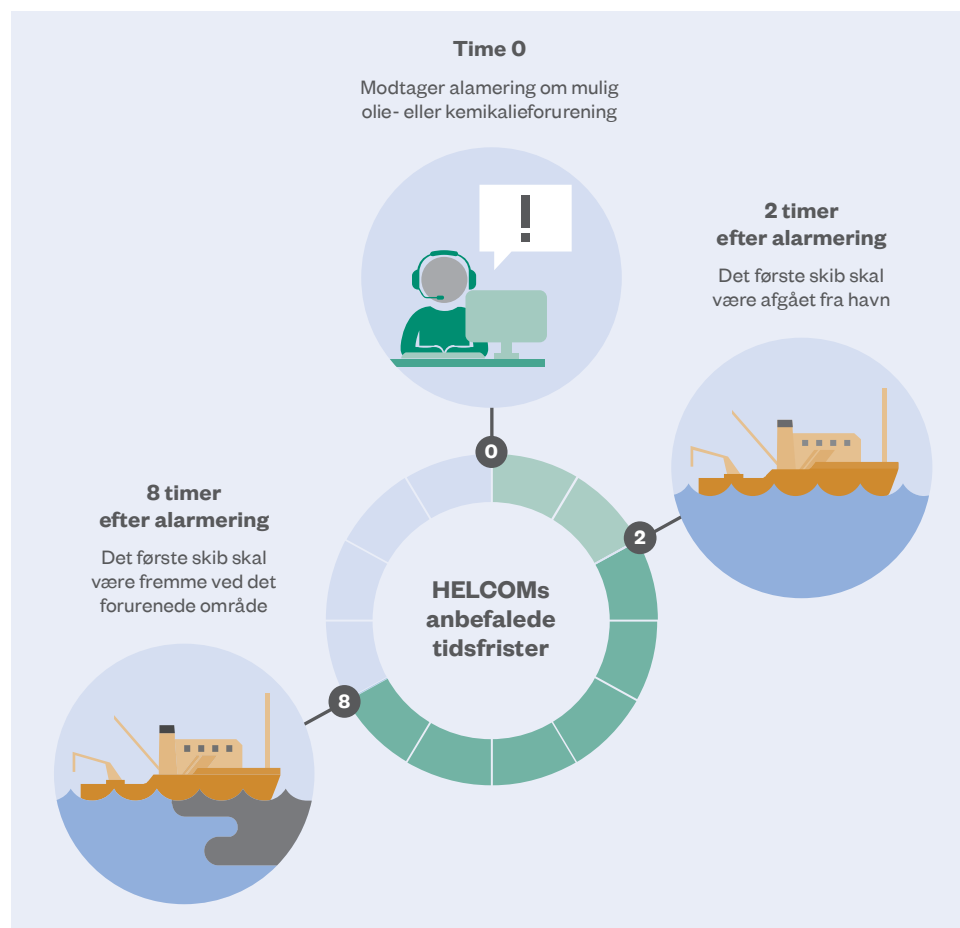 Time 0
Modtager alamering om mulig
olie- eller kemikalieforurening
!
2 timer
efter alarmering
Det første skib skal
være afgået fra havn
0
2
8 timer
efter alarmering
Det første skib skal
være fremme ved det
forurenede område
HELCOMs
anbefalede
tidsfrister
8